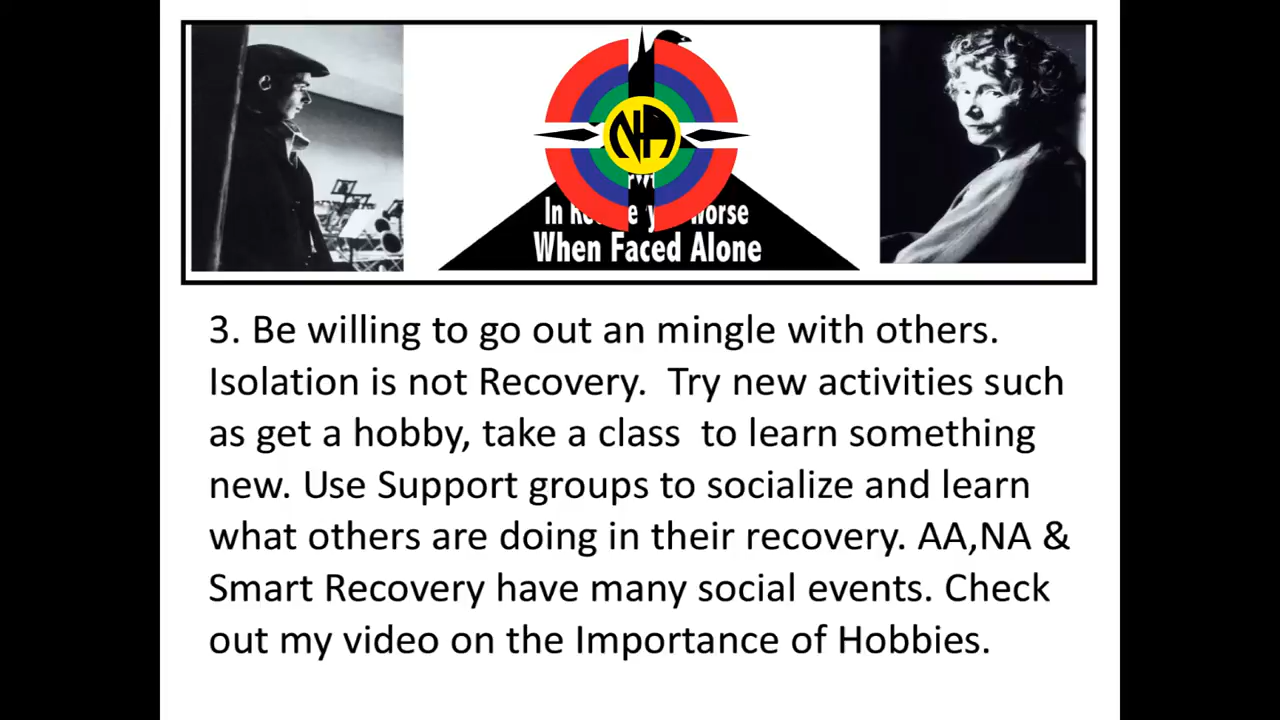 NA
In Re e y Worse
When Faced Alone
3. Be willing to go out an mingle with others.
Isolation is not Recovery. Try new activities such
as get a hobby, take a class to learn something
new. Use Support groups to socialize and learn
what others are doing in their recovery. AA,NA &
Smart Recovery have many social events. Check
out my video on the Importance of Hobbies.